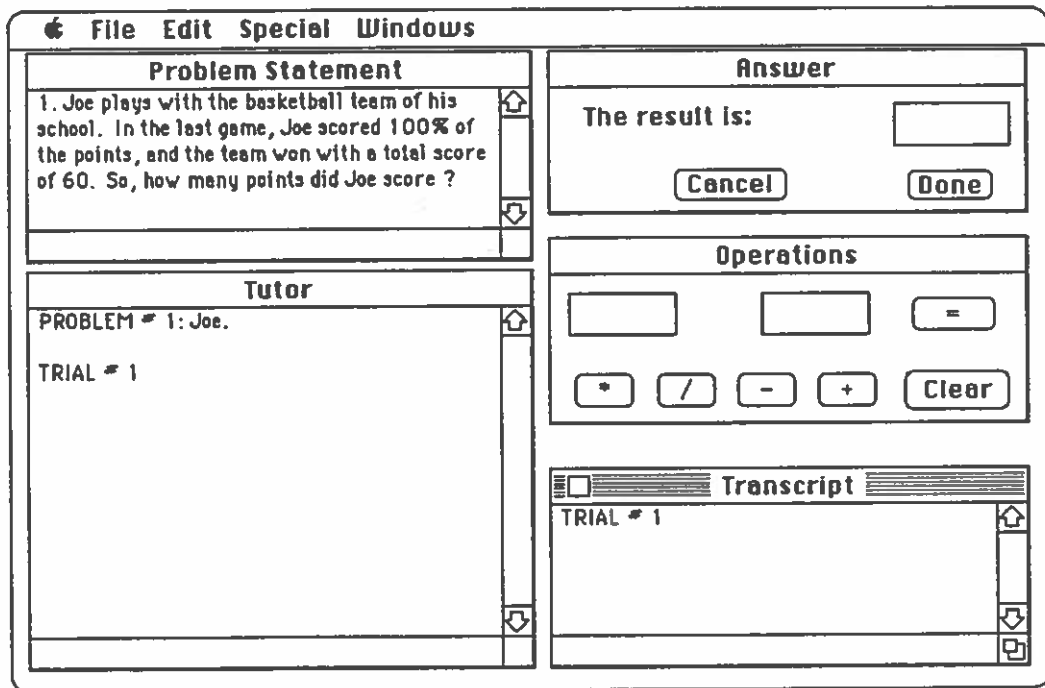 File Edit Special Windows
Problem Statement
1. Joe plays with the basketball team of his
school. In the last game, Joe scored 100% of
the points, and the team won with a total score
of 60. So, how many points did Joe score ?
Tutor
PROBLEM # 1: Joe.
TRIAL # 1
Answer
The result is:
Cancel Done
Operations
=
* / - + Clear
Transcript
TRIAL # 1